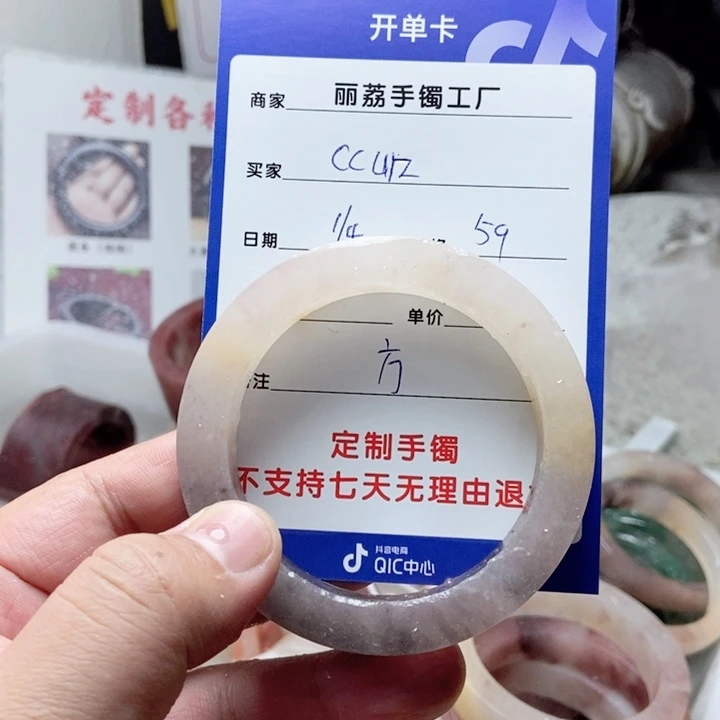 开单卡
定制各
商家 丽荔手镯工厂
买家
日期 1/4 59
单价
注 方
定制手镯
不支持七天无理由退
抖音电商
QIC中心